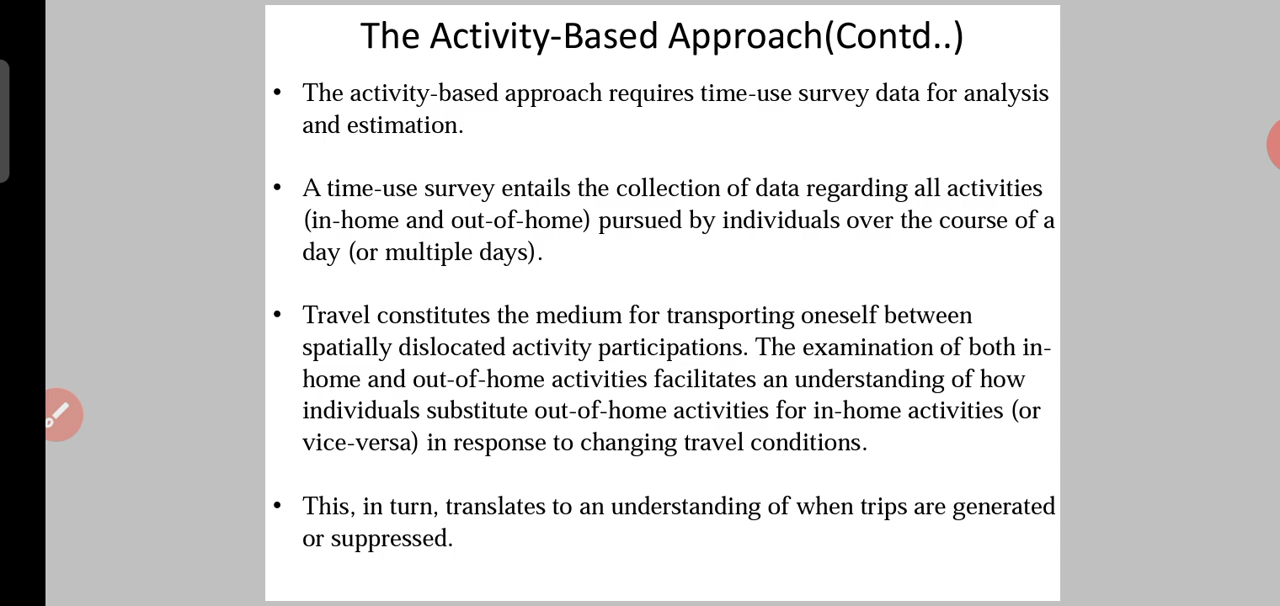 The Activity-Based Approach(Contd..)
• The activity-based approach requires time-use survey data for analysis
and estimation.
• A time-use survey entails the collection of data regarding all activities
(in-home and out-of-home) pursued by individuals over the course of a
day (or multiple days).
• Travel constitutes the medium for transporting oneself between
spatially dislocated activity participations. The examination of both in-
home and out-of-home activities facilitates an understanding of how
individuals substitute out-of-home activities for in-home activities (or
vice-versa) in response to changing travel conditions.
• This, in turn, translates to an understanding of when trips are generated
or suppressed.